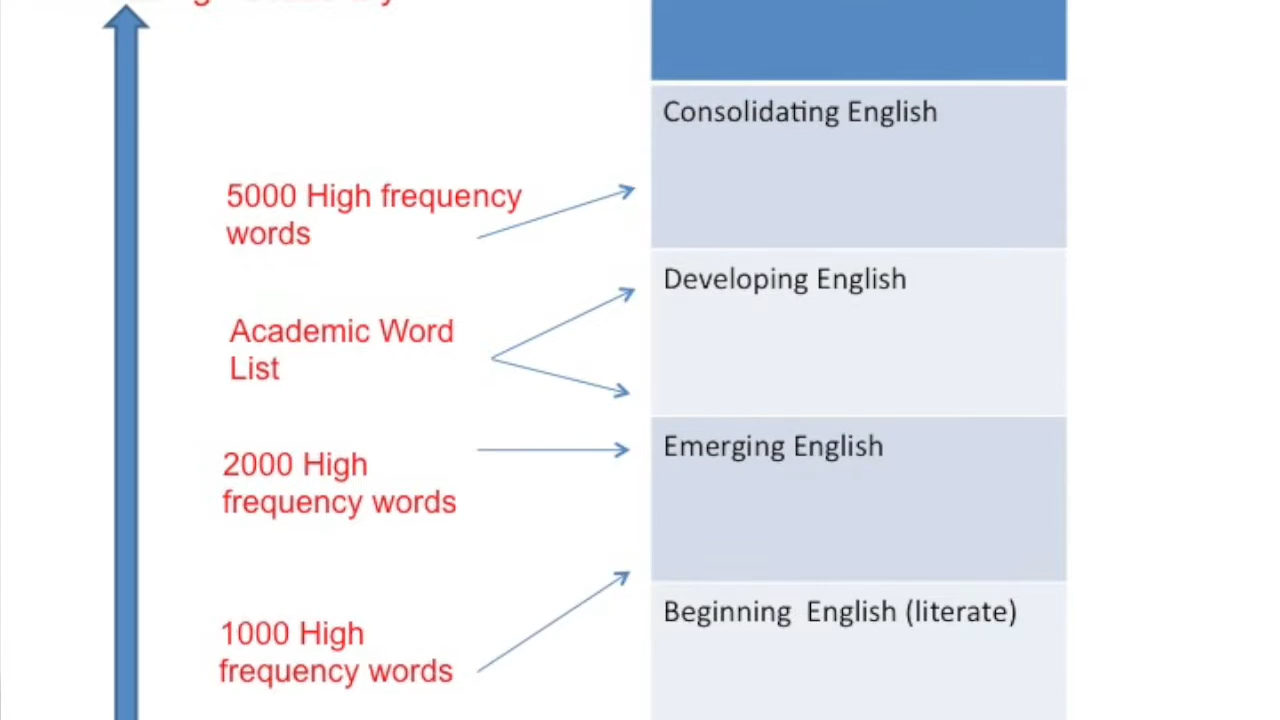 Consolidating English
5000 High frequency
words
Developing English
Academic Word
List
Emerging English
2000 High
frequency words
Beginning English (literate)
1000 High
frequency words